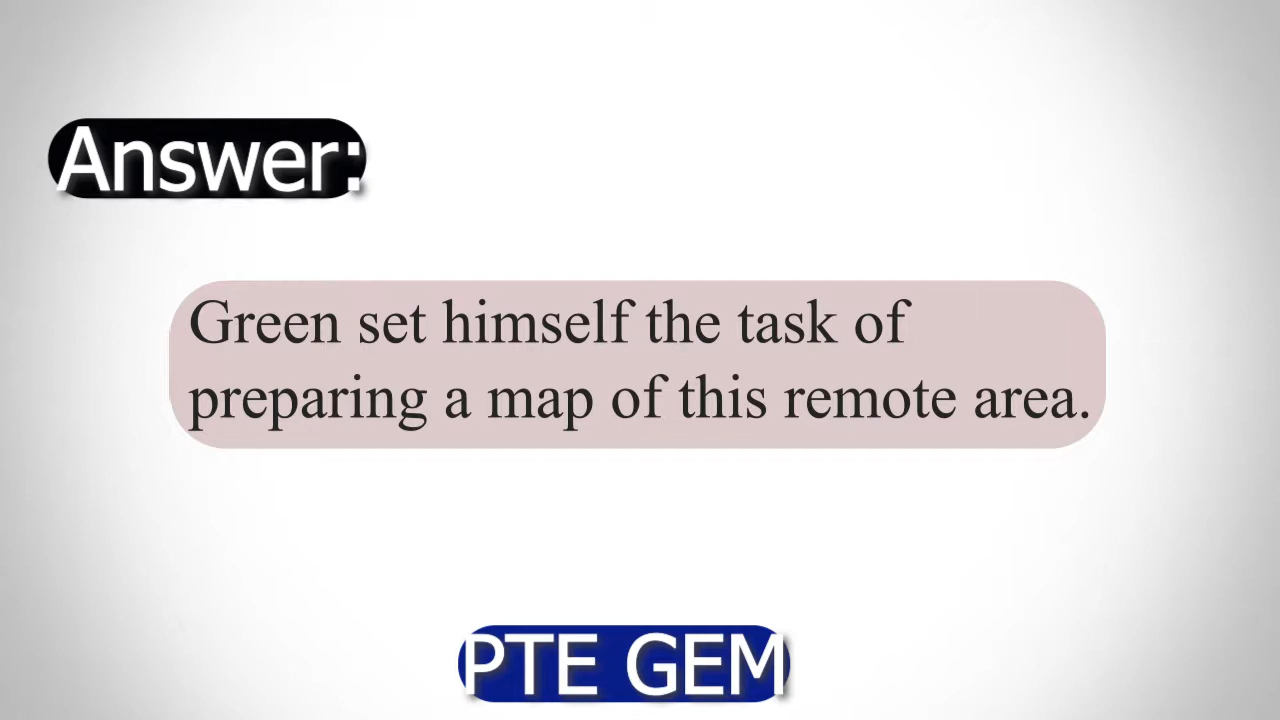 Answer:
Green set himself the task of
preparing a map of this remote area.
PTE GEM